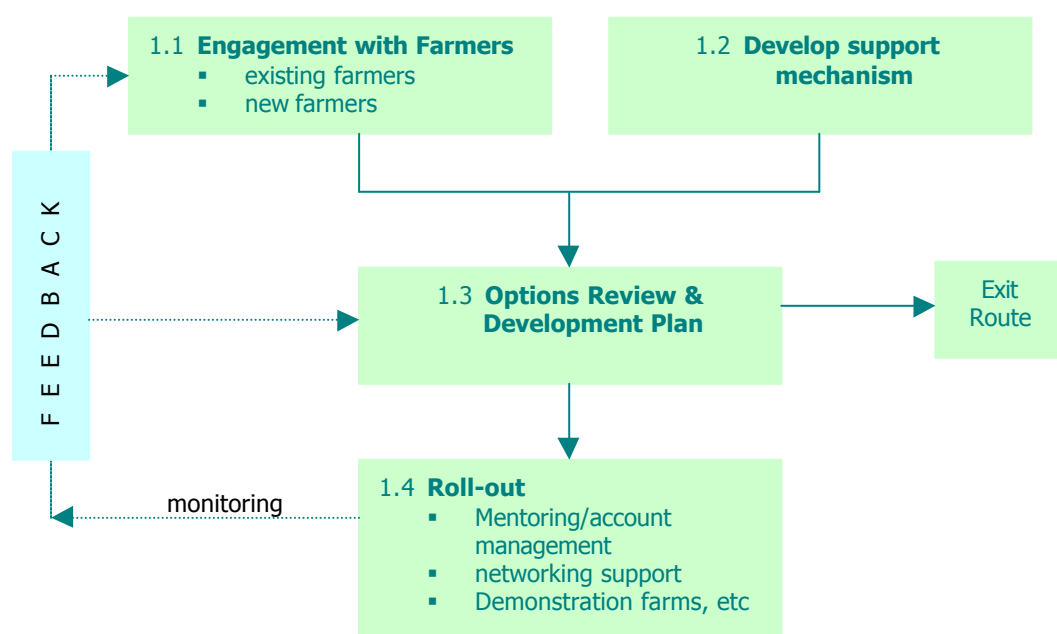 1.1 Engagement with Farmers
▪ existing farmers
▪ new farmers
1.2 Develop support
mechanism
FEEDBACK
1.3 Options Review &
Development Plan
Exit
Route
monitoring
1.4 Roll-out
▪ Mentoring/account
management
▪ networking support
▪ Demonstration farms, etc